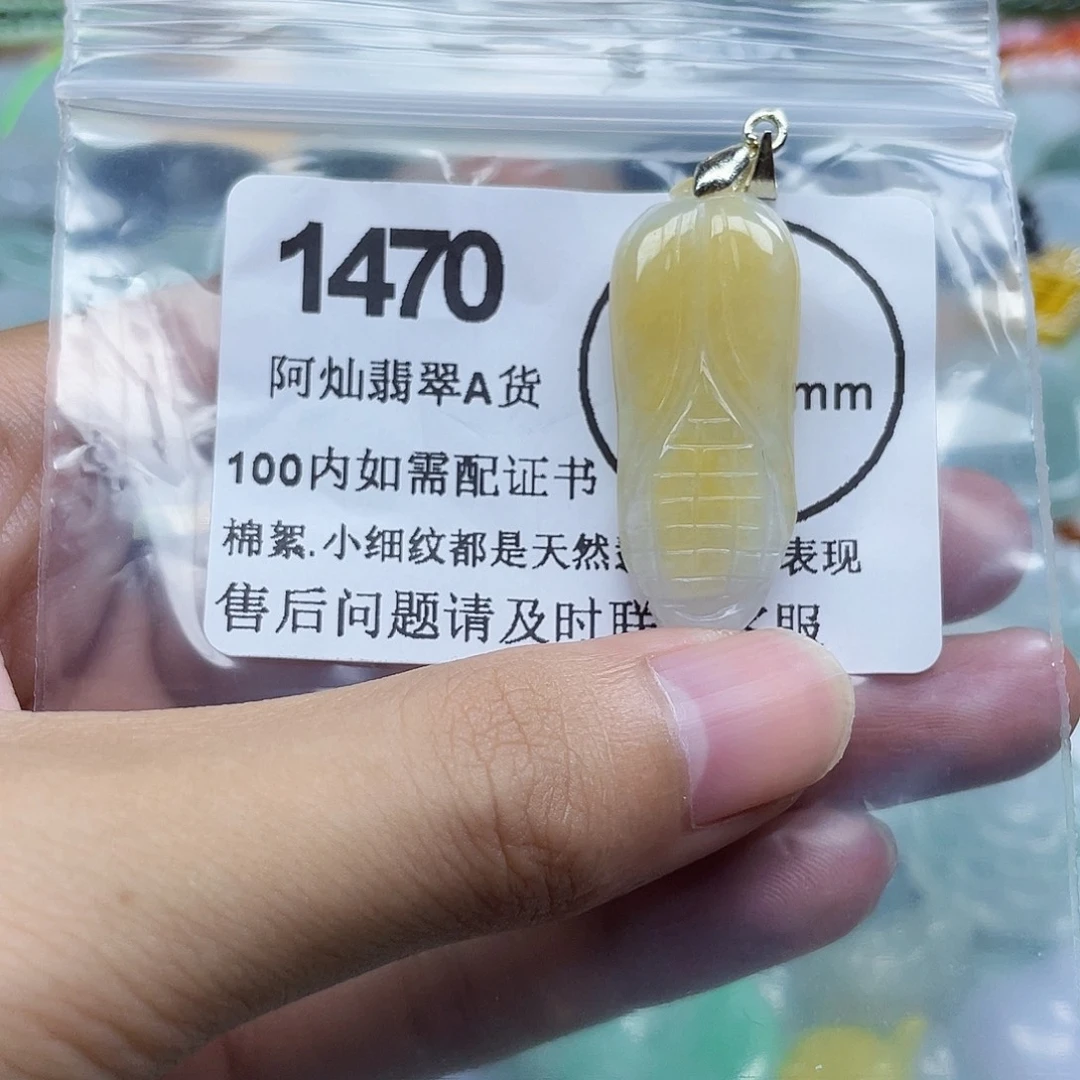 1470
阿灿翡翠A货
mm
100内如需配证书
棉絮.小细纹都是天然 表现
售后问题请及时联 服